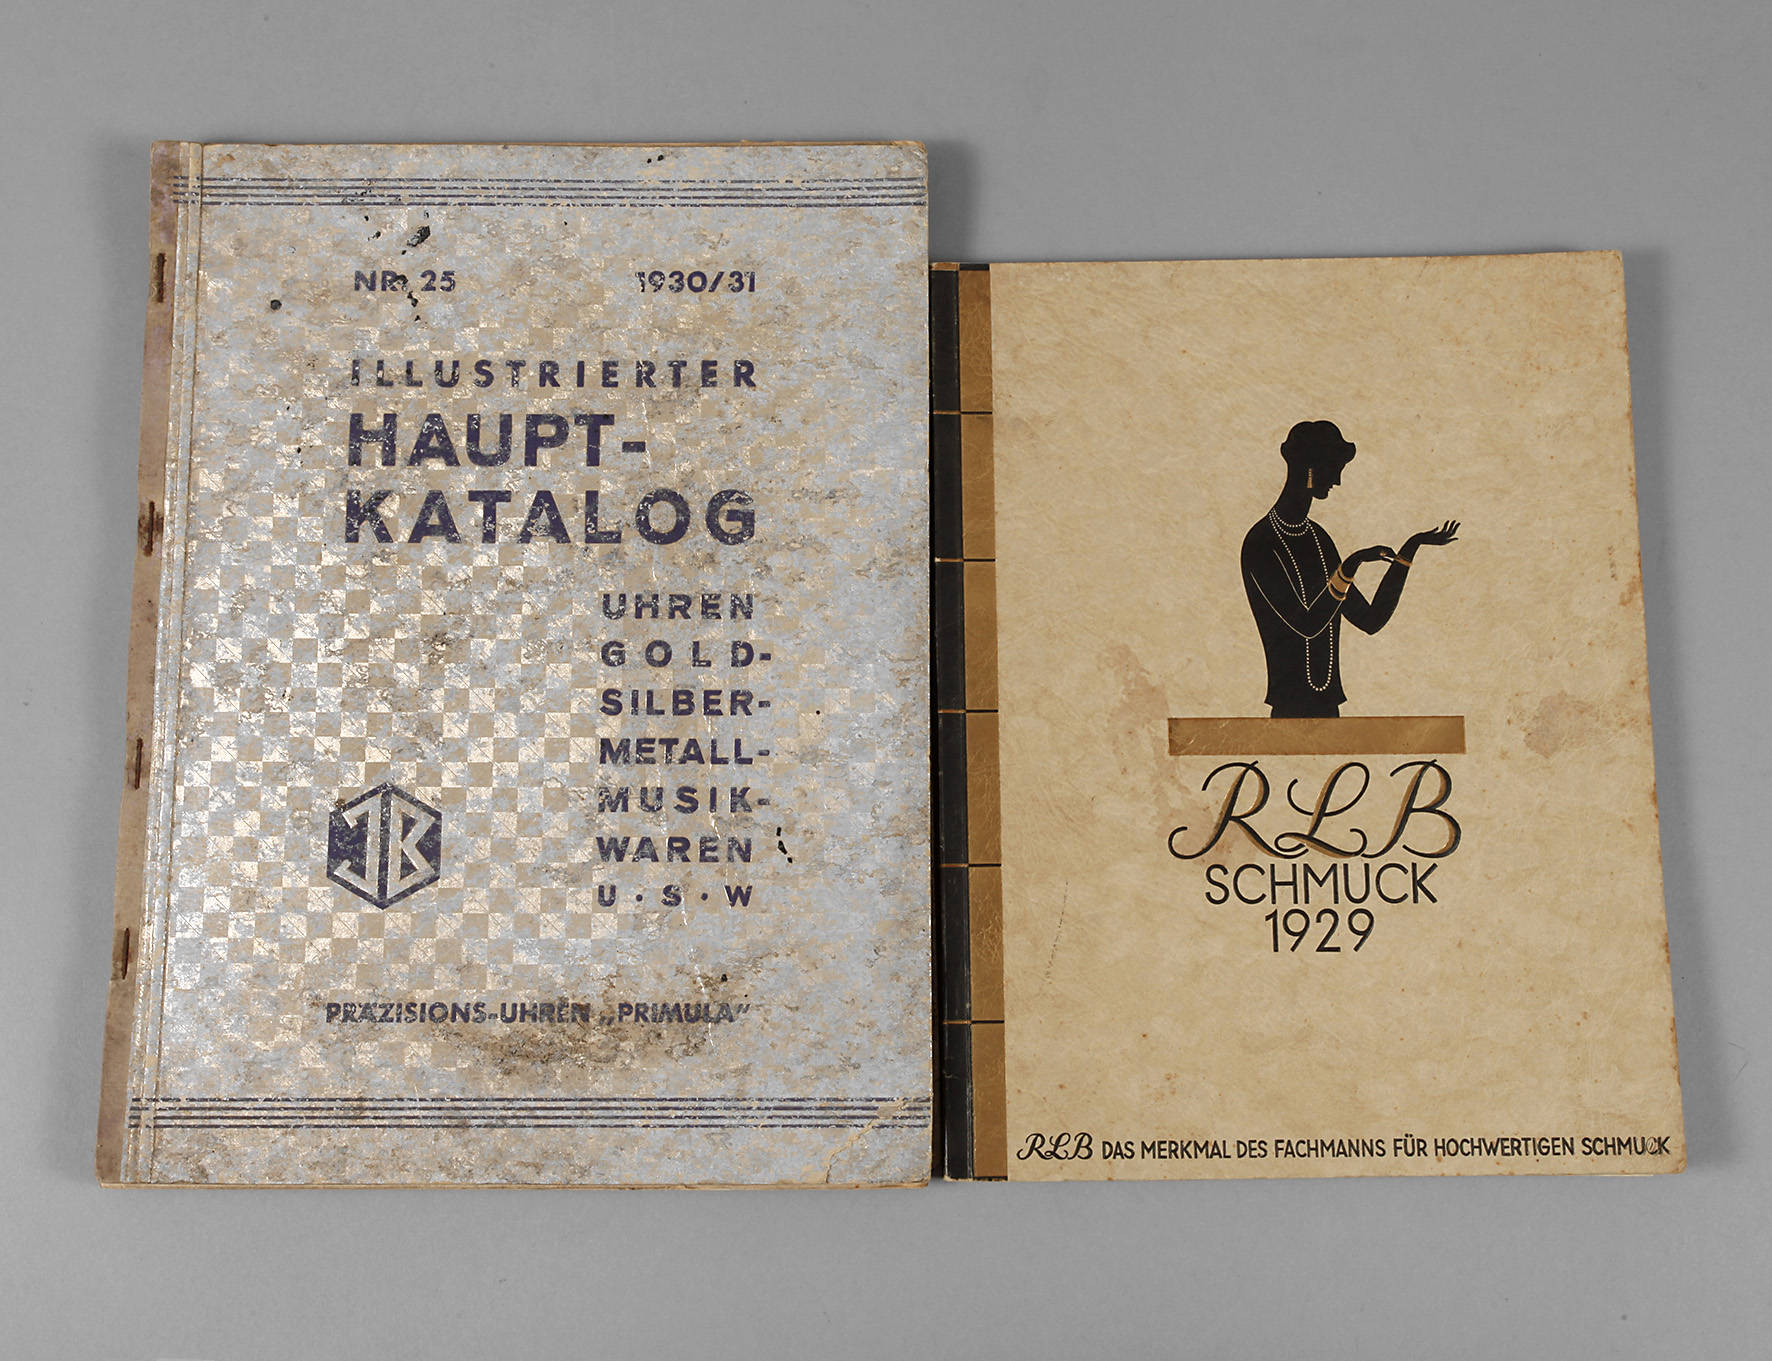 NR. 25 1930/31
ILLUSTRIERTER
HAUPT-
KATALOG
UHREN
GOLD-
SILBER-
METALL-
MUSIK-
WAREN
U·S·W
JB
PRÄZISIONS-UHREN „PRIMULA"
RLB
SCHMUCK
1929
RLB DAS MERKMAL DES FACHMANNS FÜR HOCHWERTIGEN SCHMUCK